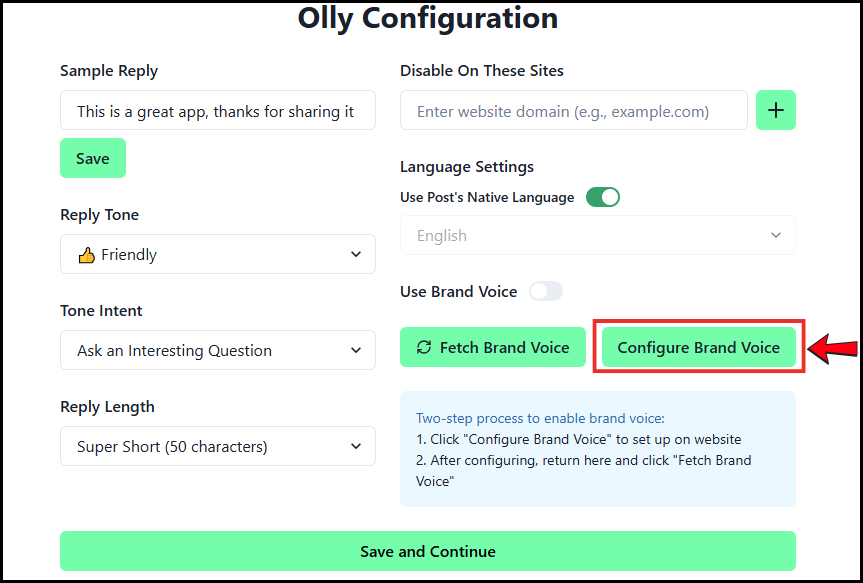 Olly Configuration
Sample Reply
This is a great app, thanks for sharing it
Save
Reply Tone
👍 Friendly
Tone Intent
Ask an Interesting Question
Reply Length
Super Short (50 characters)
Disable On These Sites
Enter website domain (e.g., example.com)
+
Language Settings
Use Post's Native Language
English
Use Brand Voice
Fetch Brand Voice
Configure Brand Voice
Two-step process to enable brand voice:
1. Click "Configure Brand Voice" to set up on website
2. After configuring, return here and click "Fetch Brand
Voice"
Save and Continue